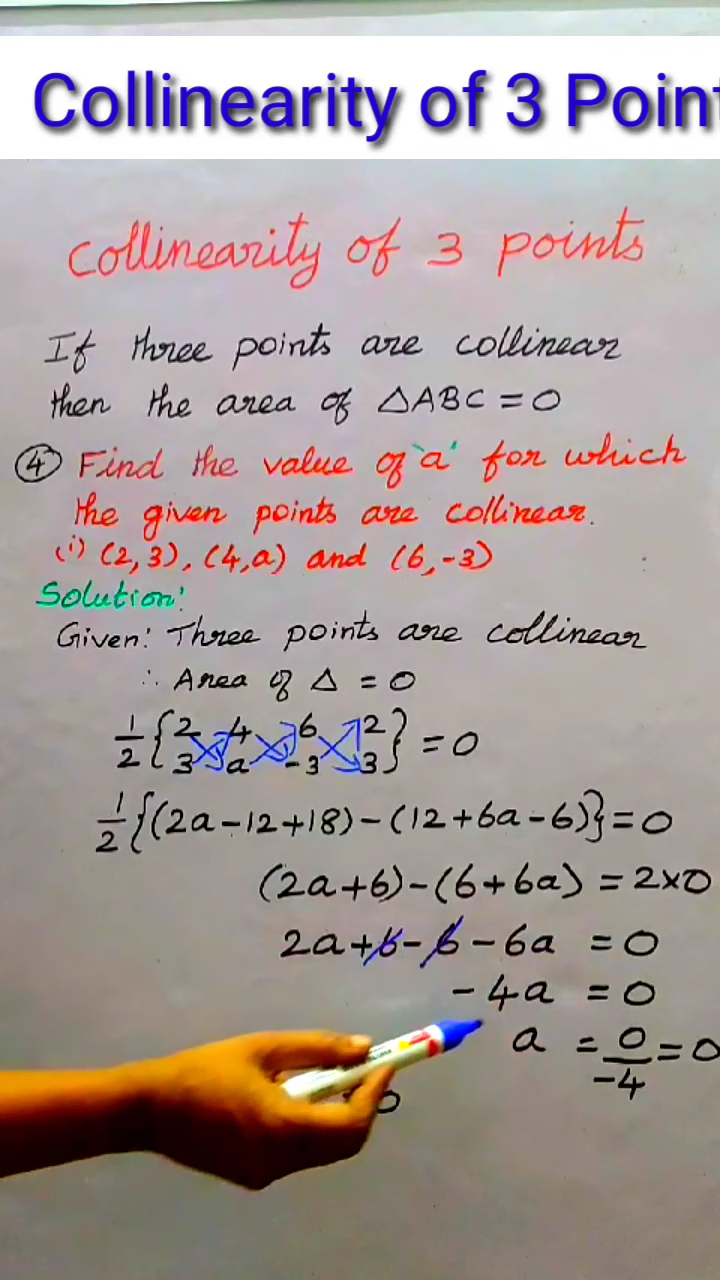 Collinearity of 3 Point
Collinearity of 3 points
If three points are collinear
then the area of △ABC = 0
④ Find the value of 'a' for which
the given points are collinear.
(i) (2,3), (4,a) and (6,-3)
Solution:
Given: Three points are collinear
∴ Area of △ = 0
1/2 {2 4 6 2
3 a -3 3} = 0
1/2 {(2a-12+18)-(12+6a-6)} = 0
(2a+6)-(6+6a) = 2×0
2a+6-6-6a = 0
-4a = 0
a = 0/-4 = 0